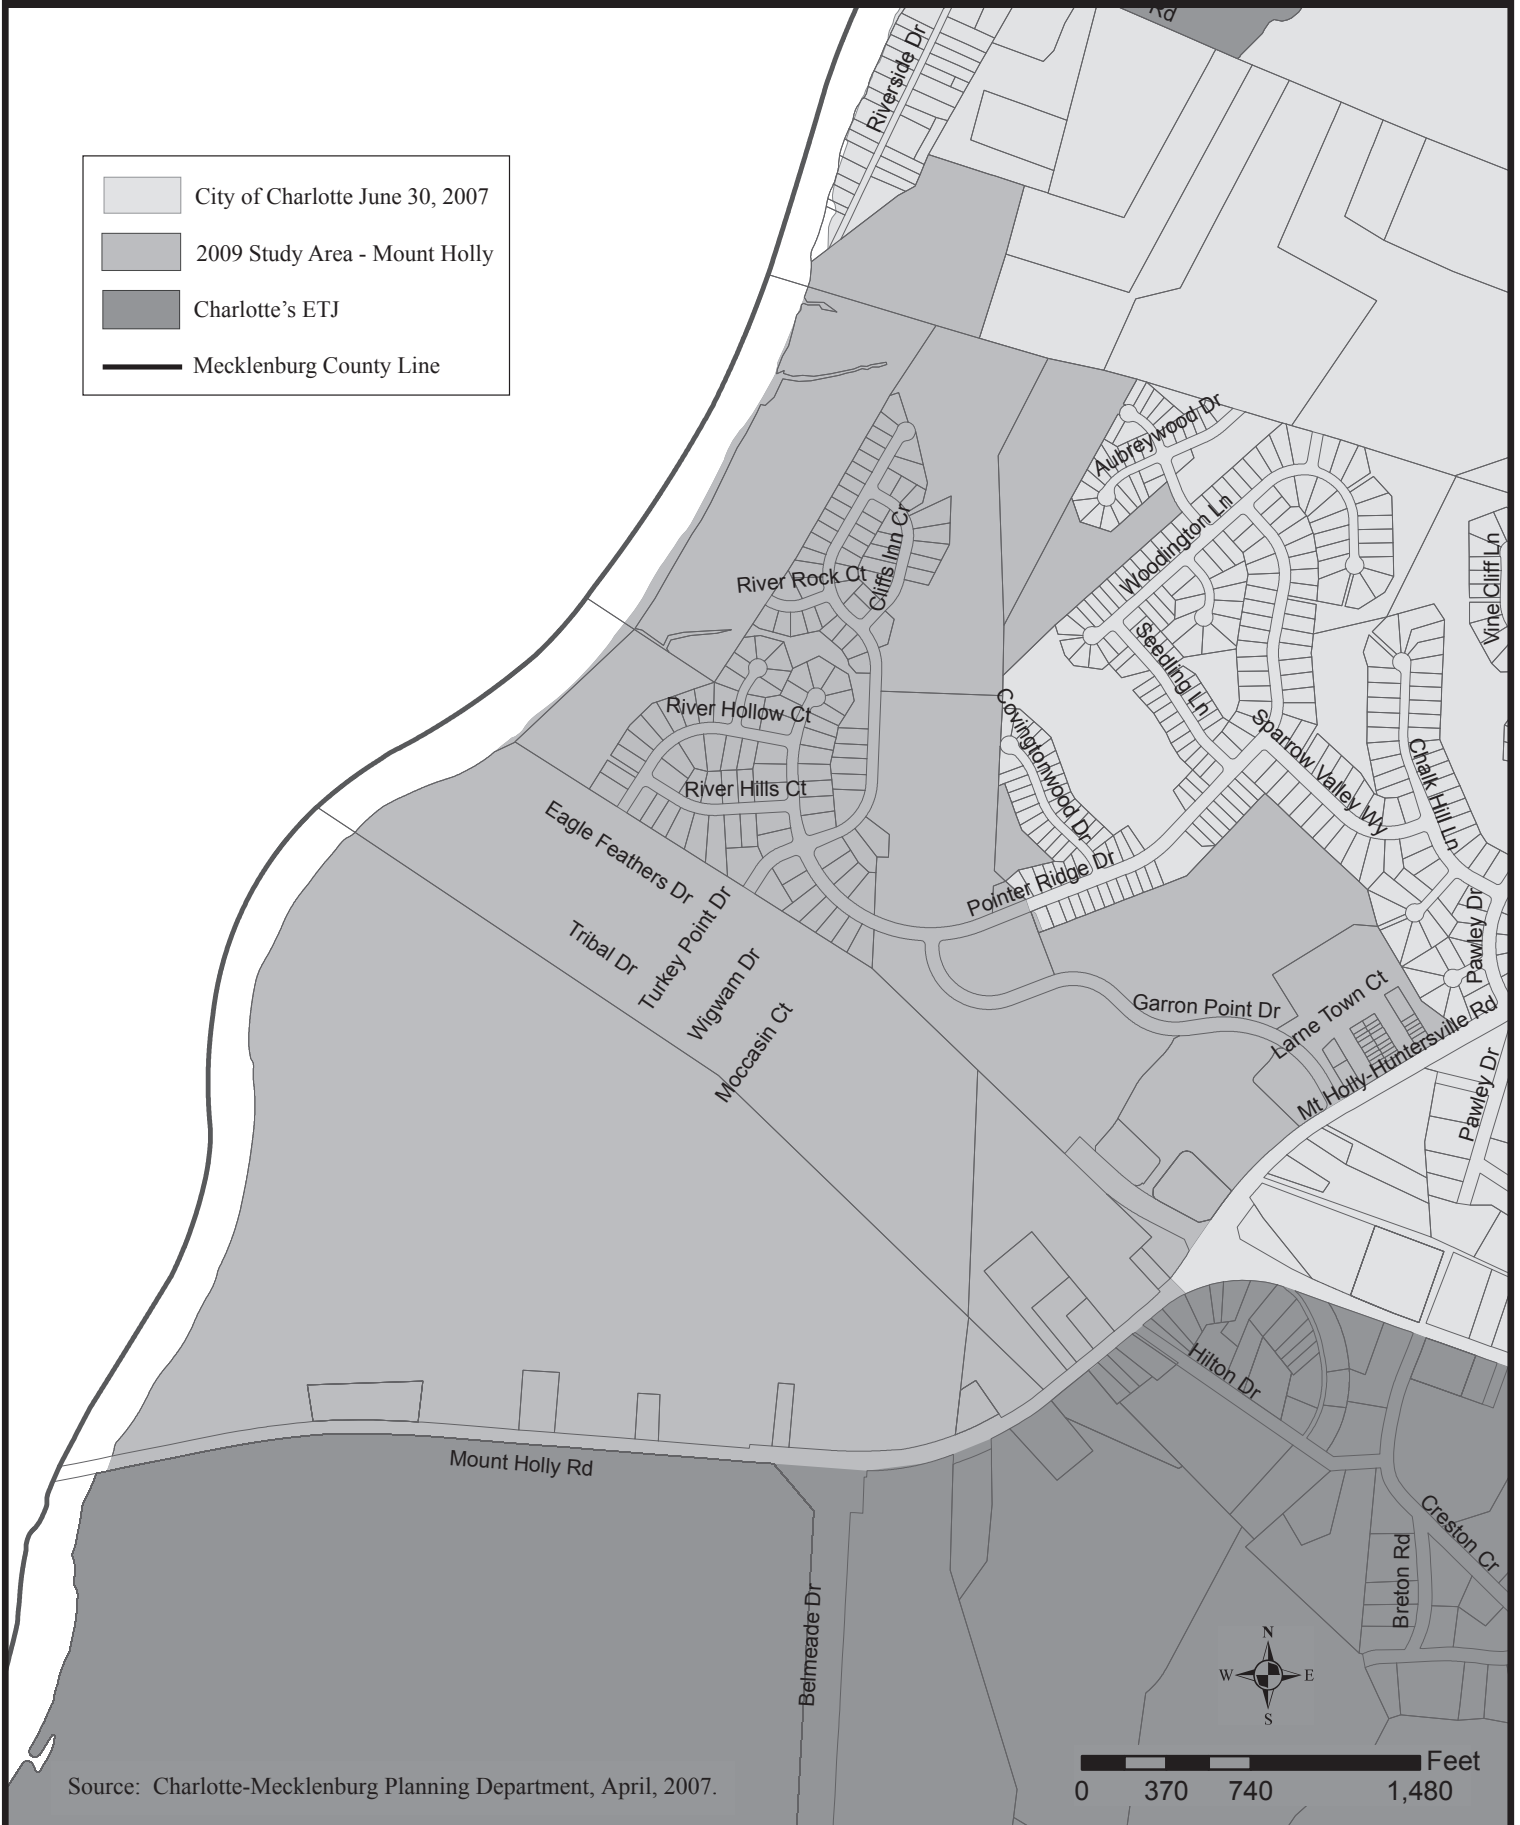 Rd
Riverside Dr
City of Charlotte June 30, 2007
2009 Study Area - Mount Holly
Charlotte's ETJ
Mecklenburg County Line
Aubreywood Dr
Woodington Ln
Cliffs Inn Cr
River Rock Ct
Vine Cliff Ln
Seedling Ln
River Hollow Ct
Covingtonwood Dr
Sparrow Valley Wy
Chalk Hill Ln
River Hills Ct
Eagle Feathers Dr
Pointer Ridge Dr
Turkey Point Dr
Pawley Dr
Tribal Dr
Wigwam Dr
Garron Point Dr
Larne Town Ct
Moccasin Ct
Mt Holly-Huntersville Rd
Pawley Dr
Hilton Dr
Mount Holly Rd
Creston Cr
Breton Rd
Belmeade Dr
N
W E
S
Feet
0 370 740 1,480
Source: Charlotte-Mecklenburg Planning Department, April, 2007.